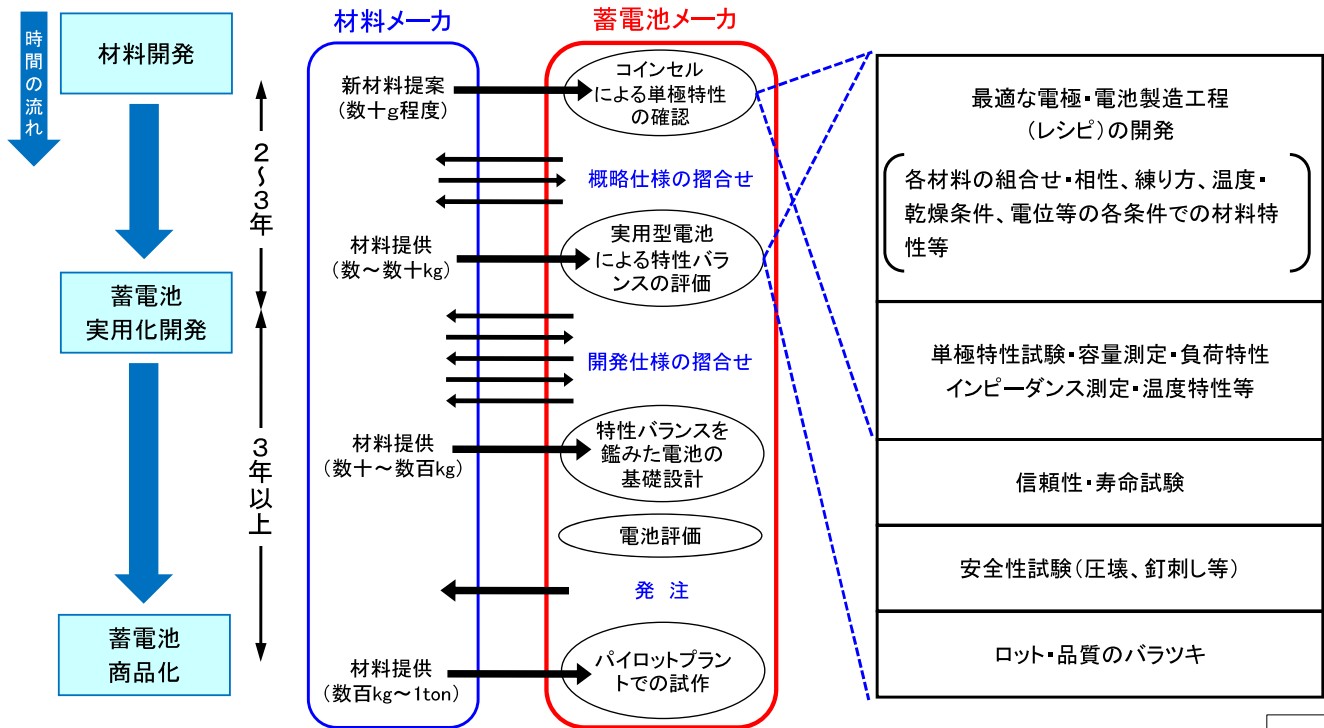 時間の流れ
材料開発
2～3年
蓄電池
実用化開発
3年以上
蓄電池
商品化
材料メーカ
新材料提案
(数十g程度)
材料提供
(数～数十kg)
材料提供
(数十～数百kg)
材料提供
(数百kg～1ton)
蓄電池メーカ
コインセル
による単極特性
の確認
概略仕様の摺合せ
実用型電池
による特性バラ
ンスの評価
開発仕様の摺合せ
特性バランスを
鑑みた電池の
基礎設計
電池評価
発 注
パイロットプラン
トでの試作
最適な電極・電池製造工程
(レシピ)の開発
各材料の組合せ・相性、練り方、温度・
乾燥条件、電位等の各条件での材料特
性等
単極特性試験・容量測定・負荷特性
インピーダンス測定・温度特性等
信頼性・寿命試験
安全性試験(圧壊、釘刺し等)
ロット・品質のバラツキ